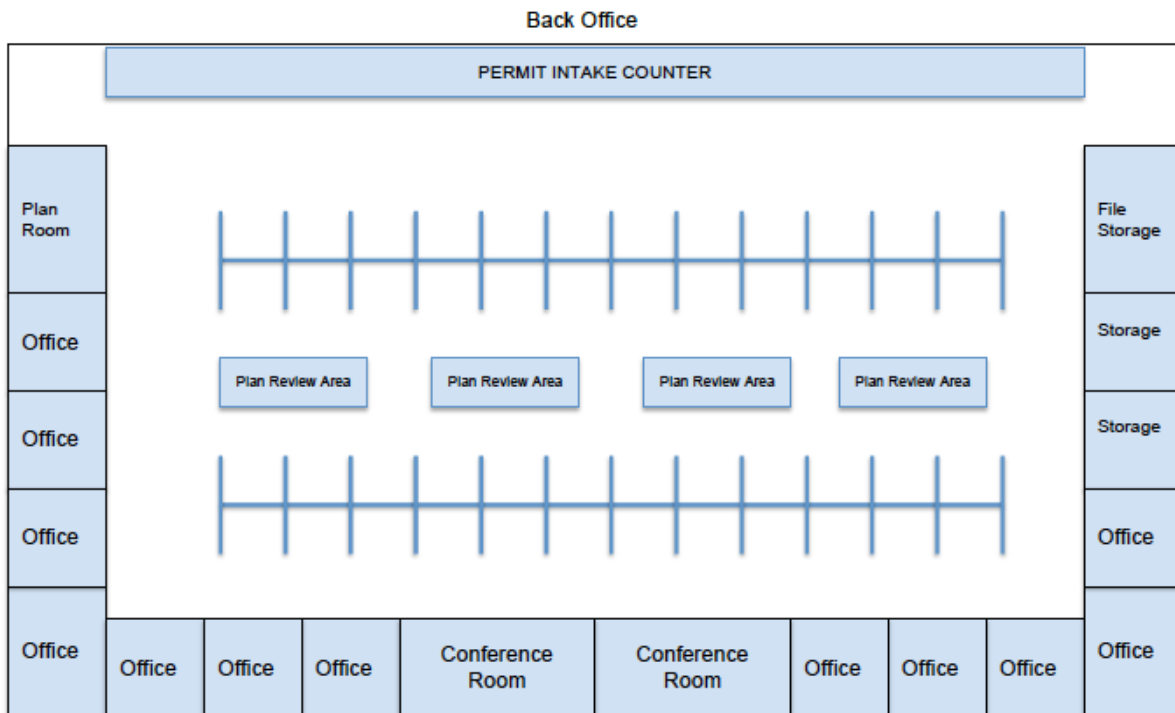 Back Office
PERMIT INTAKE COUNTER
Plan
Room
File
Storage
Office
Storage
Plan Review Area
Plan Review Area
Plan Review Area
Plan Review Area
Office
Storage
Office
Office
Office
Office
Office
Office
Office
Conference
Room
Conference
Room
Office
Office
Office
Office